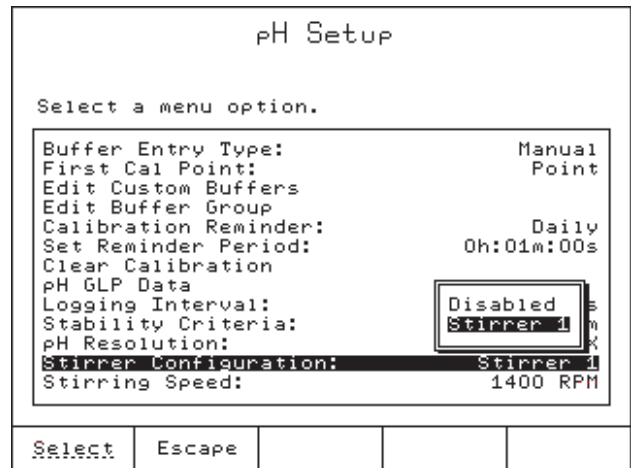 pH Setup
Select a menu option.
Buffer Entry Type: Manual
First Cal Point: Point
Edit Custom Buffers
Edit Buffer Group
Calibration Reminder: Daily
Set Reminder Period: 0h:01m:00s
Clear Calibration
pH GLP Data
Logging Interval: Disabled s
Stability Criteria: Stirrer 1 m
pH Resolution: X
Stirrer Configuration: Stirrer 1
Stirring Speed: 1400 RPM
Select Escape